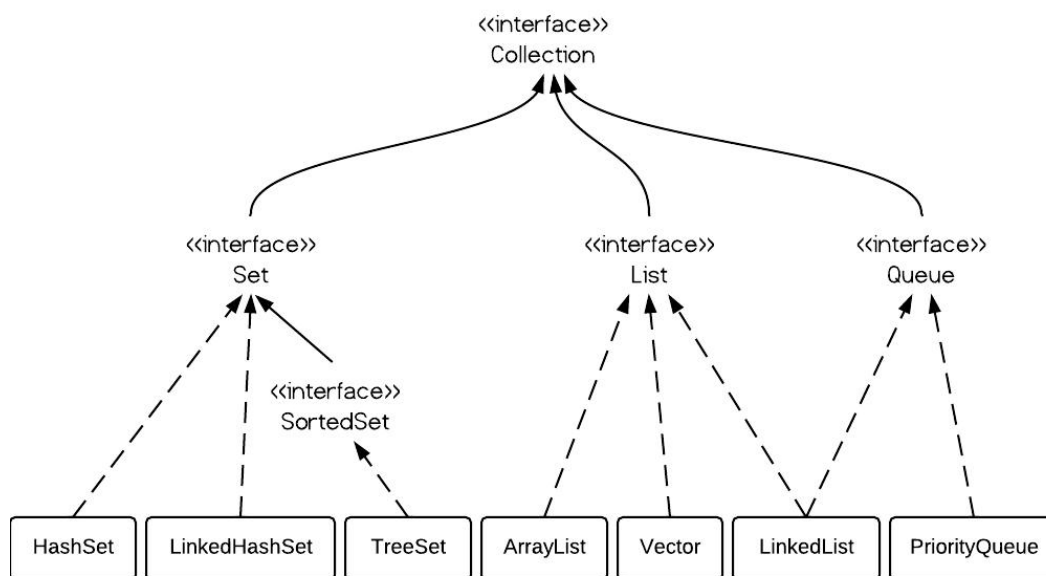 <<interface>>
Collection
<<interface>>
Set
<<interface>>
List
<<interface>>
Queue
<<interface>>
SortedSet
HashSet
LinkedHashSet
TreeSet
ArrayList
Vector
LinkedList
PriorityQueue